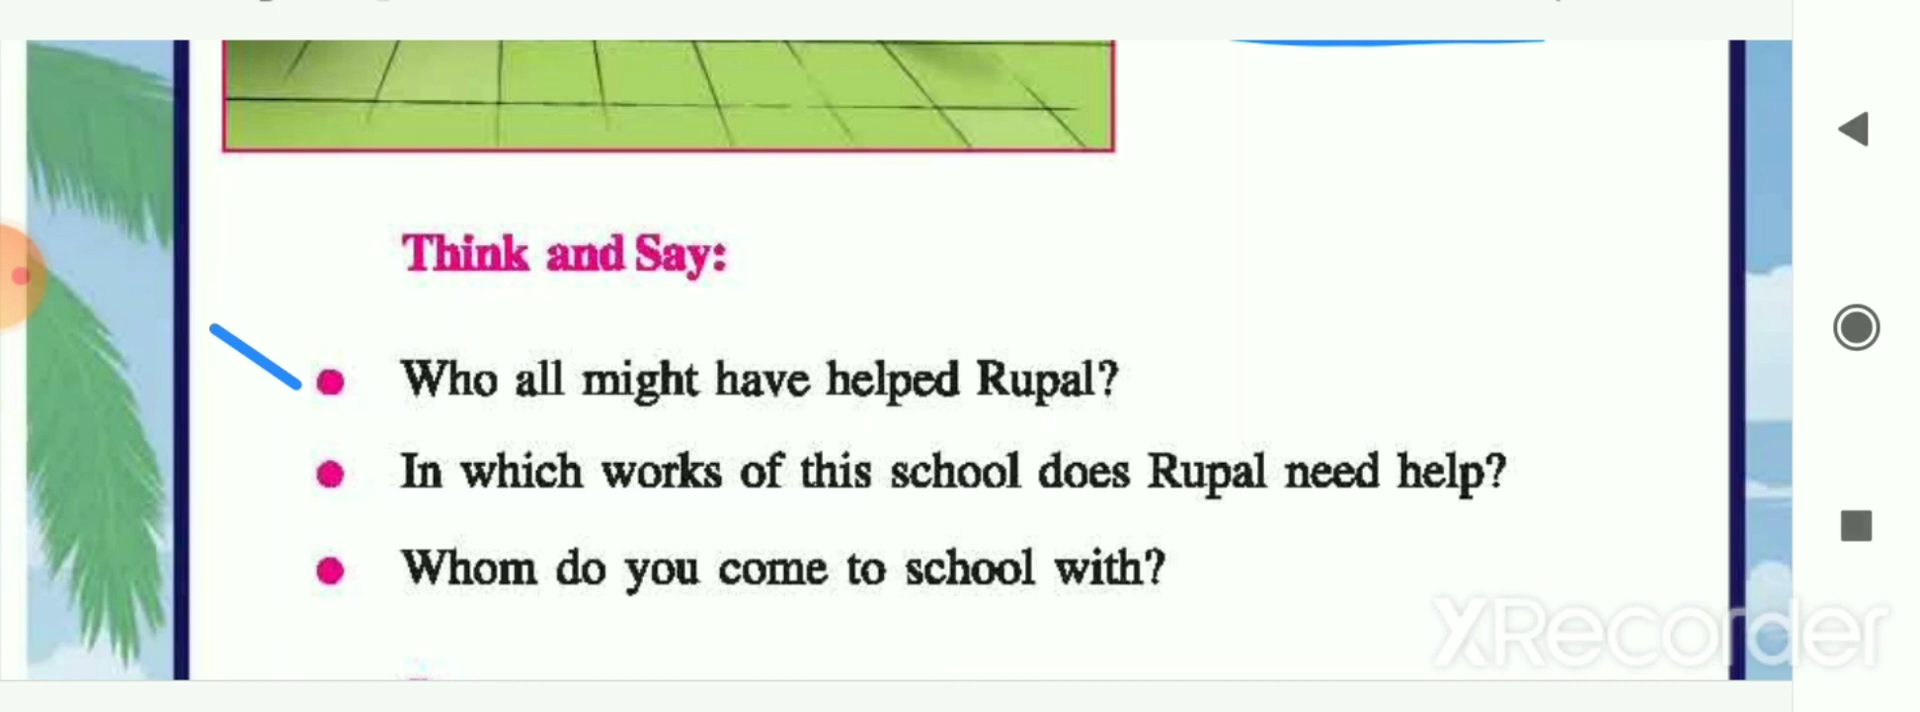 Think and Say:
Who all might have helped Rupal?
In which works of this school does Rupal need help?
Whom do you come to school with?
XRecorder